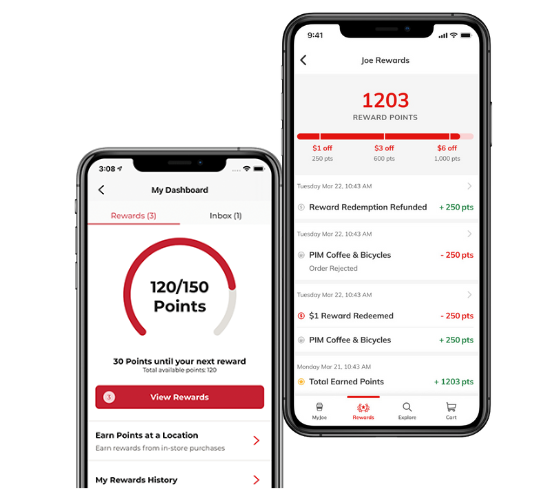 9:41
Joe Rewards
1203
REWARD POINTS
$1 off
$3 off
$6 off
250 pts
600 pts
1,000 pts
Tuesday Mar 22, 10:43 AM
Reward Redemption Refunded
+ 250 pts
Tuesday Mar 22, 10:43 AM
PIM Coffee & Bicycles
- 250 pts
Order Rejected
Tuesday Mar 22, 10:43 AM
$1 Reward Redeemed
- 250 pts
PIM Coffee & Bicycles
+ 250 pts
Monday Mar 21, 10:43 AM
Total Earned Points
+ 1203 pts
MyJoe
Rewards
Explore
Cart
3:08
My Dashboard
Rewards (3)
Inbox (1)
120/150
Points
30 Points until your next reward
Total available points: 120
3
View Rewards
Earn Points at a Location
Earn rewards from in-store purchases
My Rewards History